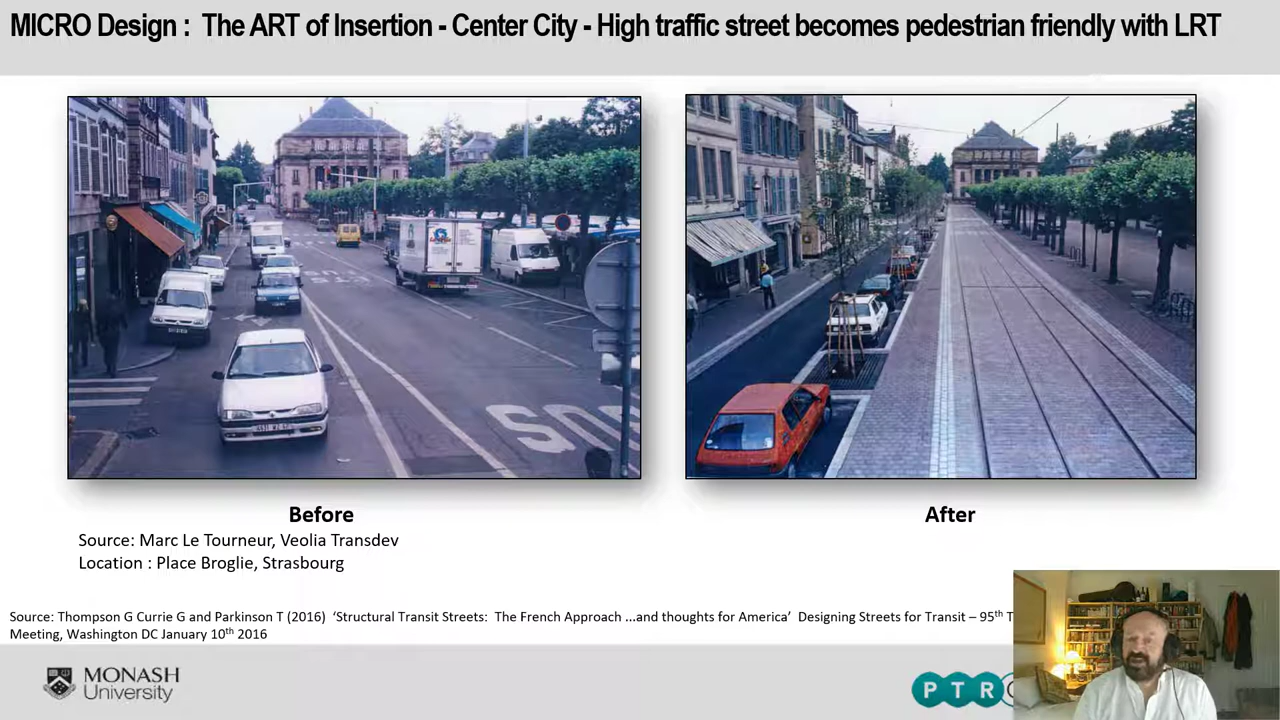 MICRO Design : The ART of Insertion - Center City - High traffic street becomes pedestrian friendly with LRT
BUS
Before
After
Source: Marc Le Tourneur, Veolia Transdev
Location : Place Broglie, Strasbourg
Source: Thompson G Currie G and Parkinson T (2016) ‘Structural Transit Streets: The French Approach ...and thoughts for America’ Designing Streets for Transit – 95th T
Meeting, Washington DC January 10th 2016
MONASH
University
PTR